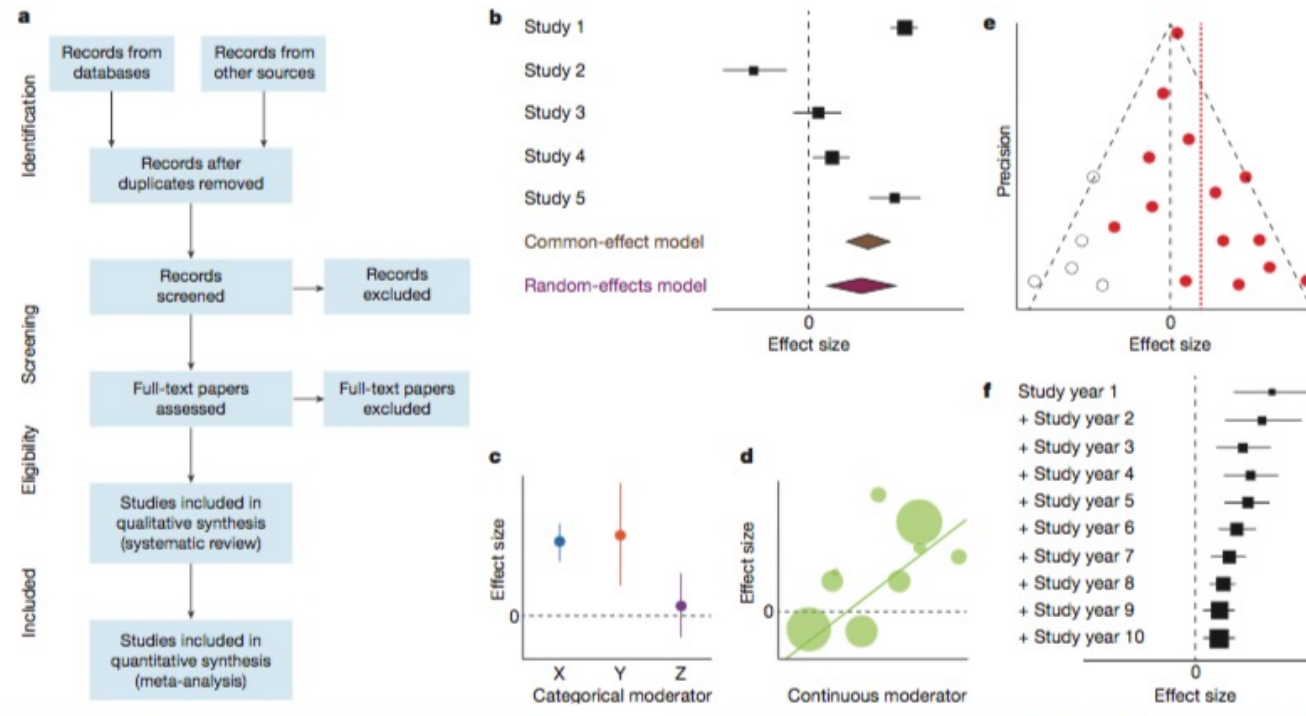 a
Records from
databases
Records from
other sources
Identification
Records after
duplicates removed
Records
screened
Records
excluded
Screening
Full-text papers
assessed
Full-text papers
excluded
Eligibility
Studies included in
qualitative synthesis
(systematic review)
Included
Studies included in
quantitative synthesis
(meta-analysis)
b
Study 1
Study 2
Study 3
Study 4
Study 5
Common-effect model
Random-effects model
0
Effect size
c
Effect size
0
X Y Z
Categorical moderator
d
Effect size
0
Continuous moderator
e
Precision
0
Effect size
f
Study year 1
+ Study year 2
+ Study year 3
+ Study year 4
+ Study year 5
+ Study year 6
+ Study year 7
+ Study year 8
+ Study year 9
+ Study year 10
0
Effect size